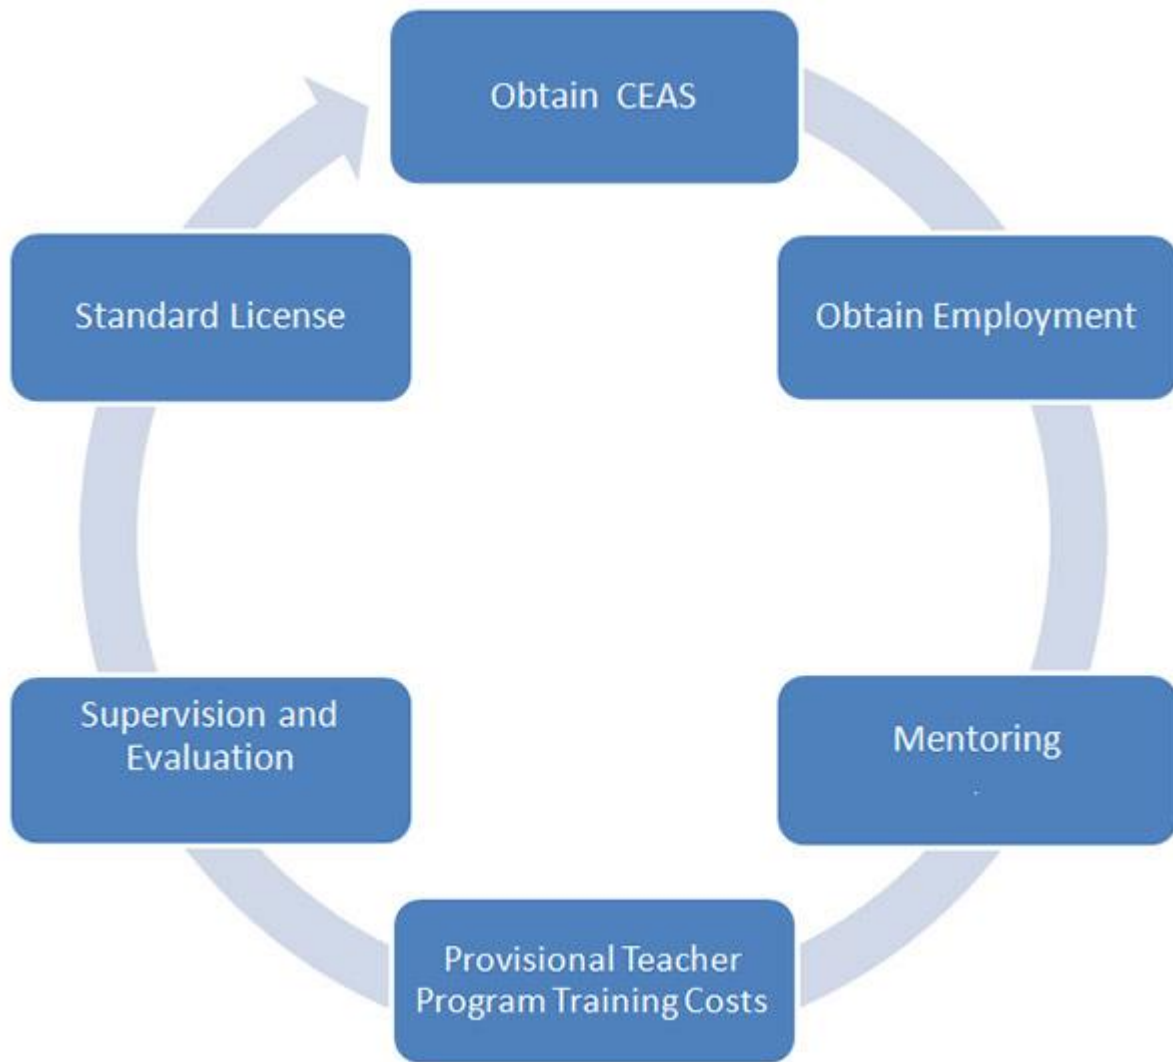 Obtain CEAS
Obtain Employment
Mentoring
.
Provisional Teacher
Program Training Costs
Supervision and
Evaluation
Standard License